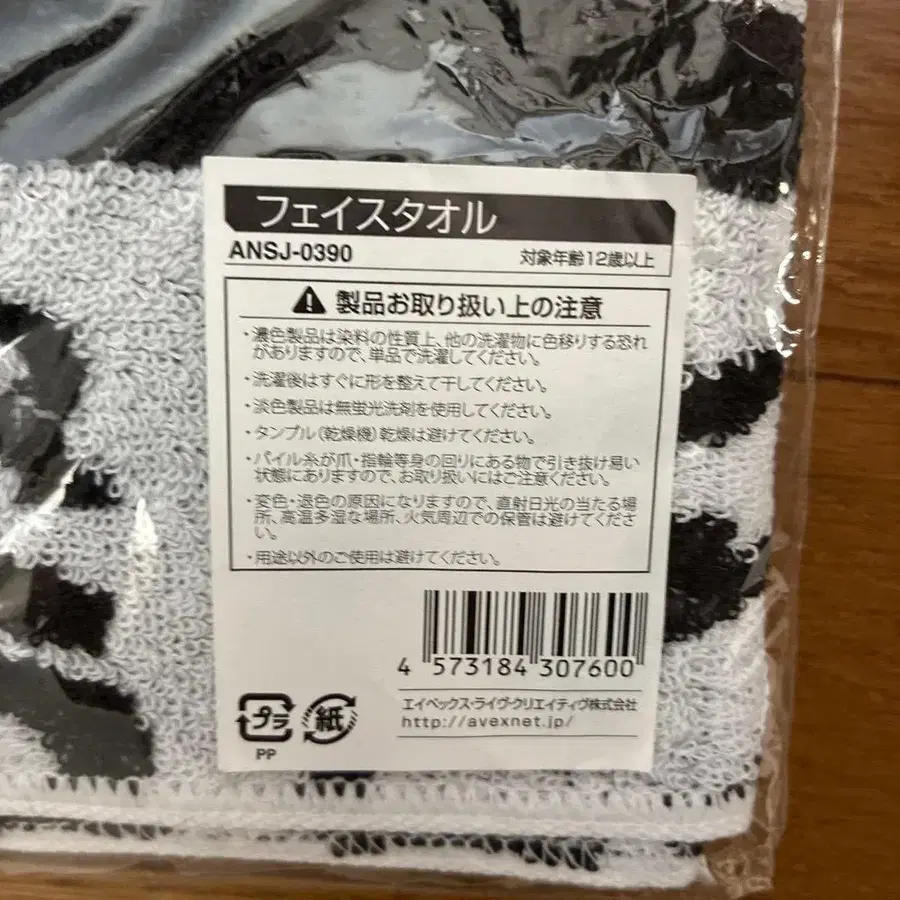 フェイスタオル
ANSJ-0390 対象年齢12歳以上
製品お取り扱い上の注意
・濃色製品は染料の性質上、他の洗濯物に色移りする恐れ
がありますので、単品で洗濯してください。
・洗濯後はすぐに形を整えて干してください。
・淡色製品は無蛍光洗剤を使用してください。
・タンブル（乾燥機）乾燥は避けてください。
・パイル糸が爪・指輪等身の回りにある物で引き抜け易い
状態にありますので、お取り扱いにはご注意ください。
・変色・退色の原因になりますので、直射日光の当たる場
所、高温多湿な場所、火気周辺での保管は避けてくださ
い。
・用途以外のご使用は避けてください。
4 573184 307600
エイベックス・ライヴ・クリエイティヴ株式会社
http://avexnet.jp/
プラ 紙
PP